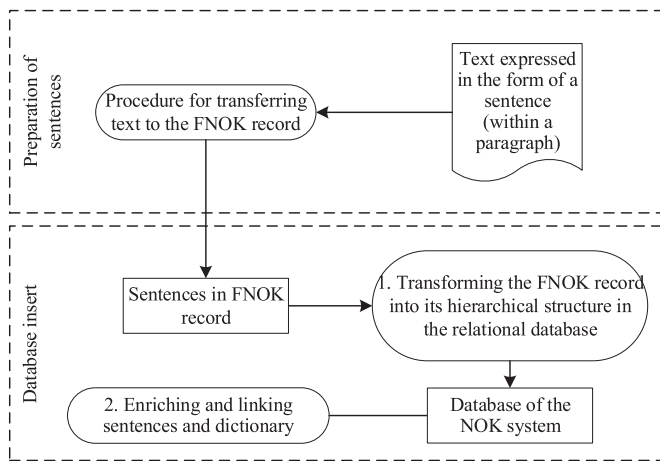 Preparation of
sentences
Procedure for transferring
text to the FNOK record
Text expressed
in the form of a
sentence
(within a
paragraph)
Database insert
Sentences in FNOK
record
1. Transforming the FNOK record
into its hierarchical structure in
the relational database
2. Enriching and linking
sentences and dictionary
Database of the
NOK system